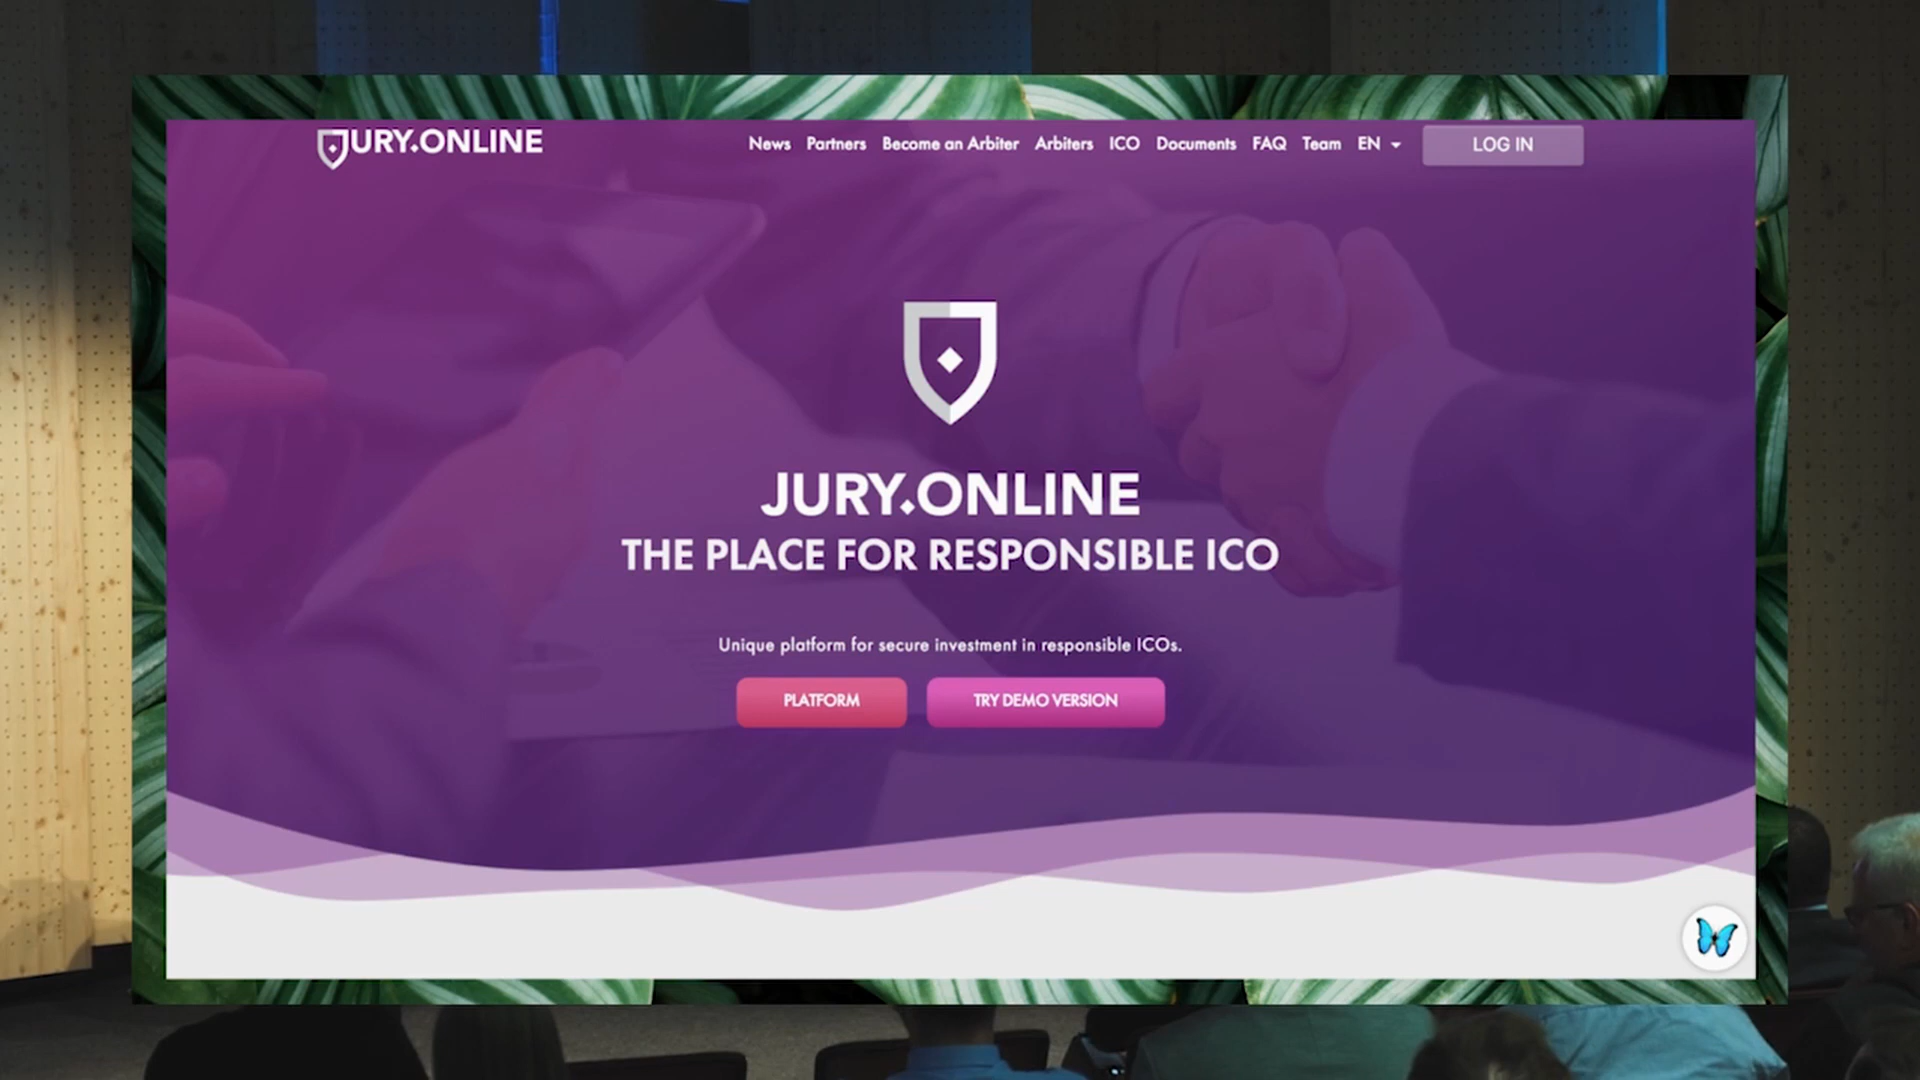 JURY.ONLINE
News Partners Become an Arbiter Arbiters ICO Documents FAQ Team EN LOG IN
JURY.ONLINE
THE PLACE FOR RESPONSIBLE ICO
Unique platform for secure investment in responsible ICOs.
PLATFORM TRY DEMO VERSION